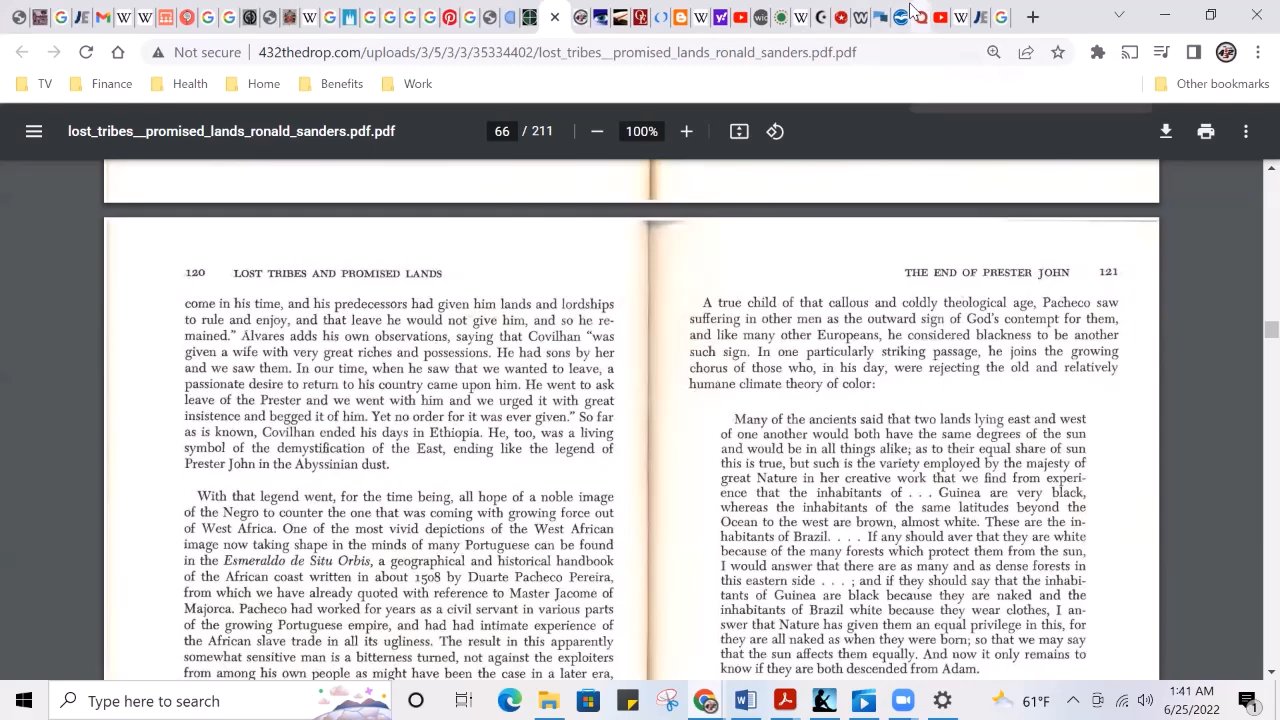 Not secure
432thedrop.com/uploads/3/5/3/3/35334402/lost_tribes__promised_lands_ronald_sanders.pdf.pdf
TV
Finance
Health
Home
Benefits
Work
Other bookmarks
lost_tribes__promised_lands_ronald_sanders.pdf.pdf
66 / 211
100%
120 LOST TRIBES AND PROMISED LANDS
come in his time, and his predecessors had given him lands and lordships
to rule and enjoy, and that leave he would not give him, and so he re-
mained." Álvares adds his own observations, saying that Covilhan "was
given a wife with very great riches and possessions. He had sons by her
and we saw them. In our time, when he saw that we wanted to leave, a
passionate desire to return to his country came upon him. He went to ask
leave of the Prester and we went with him and we urged it with great
insistence and begged it of him. Yet no order for it was ever given." So far
as is known, Covilhan ended his days in Ethiopia. He, too, was a living
symbol of the demystification of the East, ending like the legend of
Prester John in the Abyssinian dust.
With that legend went, for the time being, all hope of a noble image
of the Negro to counter the one that was coming with growing force out
of West Africa. One of the most vivid depictions of the West African
image now taking shape in the minds of many Portuguese can be found
in the Esmeraldo de Situ Orbis, a geographical and historical handbook
of the African coast written in about 1508 by Duarte Pacheco Pereira,
from which we have already quoted with reference to Master Jacome of
Majorca. Pacheco had worked for years as a civil servant in various parts
of the growing Portuguese empire, and had had intimate experience of
the African slave trade in all its ugliness. The result in this apparently
somewhat sensitive man is a bitterness turned, not against the exploiters
from among his own people as might have been the case in a later era,
THE END OF PRESTER JOHN 121
A true child of that callous and coldly theological age, Pacheco saw
suffering in other men as the outward sign of God's contempt for them,
and like many other Europeans, he considered blackness to be another
such sign. In one particularly striking passage, he joins the growing
chorus of those who, in his day, were rejecting the old and relatively
humane climate theory of color:
Many of the ancients said that two lands lying east and west
of one another would both have the same degrees of the sun
and would be in all things alike; as to their equal share of sun
this is true, but such is the variety employed by the majesty of
great Nature in her creative work that we find from experi-
ence that the inhabitants of . . . Guinea are very black,
whereas the inhabitants of the same latitudes beyond the
Ocean to the west are brown, almost white. These are the in-
habitants of Brazil. . . . If any should aver that they are white
because of the many forests which protect them from the sun,
I would answer that there are as many and as dense forests in
this eastern side . . . ; and if they should say that the inhabi-
tants of Guinea are black because they are naked and the
inhabitants of Brazil white because they wear clothes, I an-
swer that Nature has given them an equal privilege in this, for
they are all naked as when they were born; so that we may say
that the sun affects them equally. And now it only remains to
know if they are both descended from Adam.
Type here to search
61°F
1:41 AM
6/25/2022